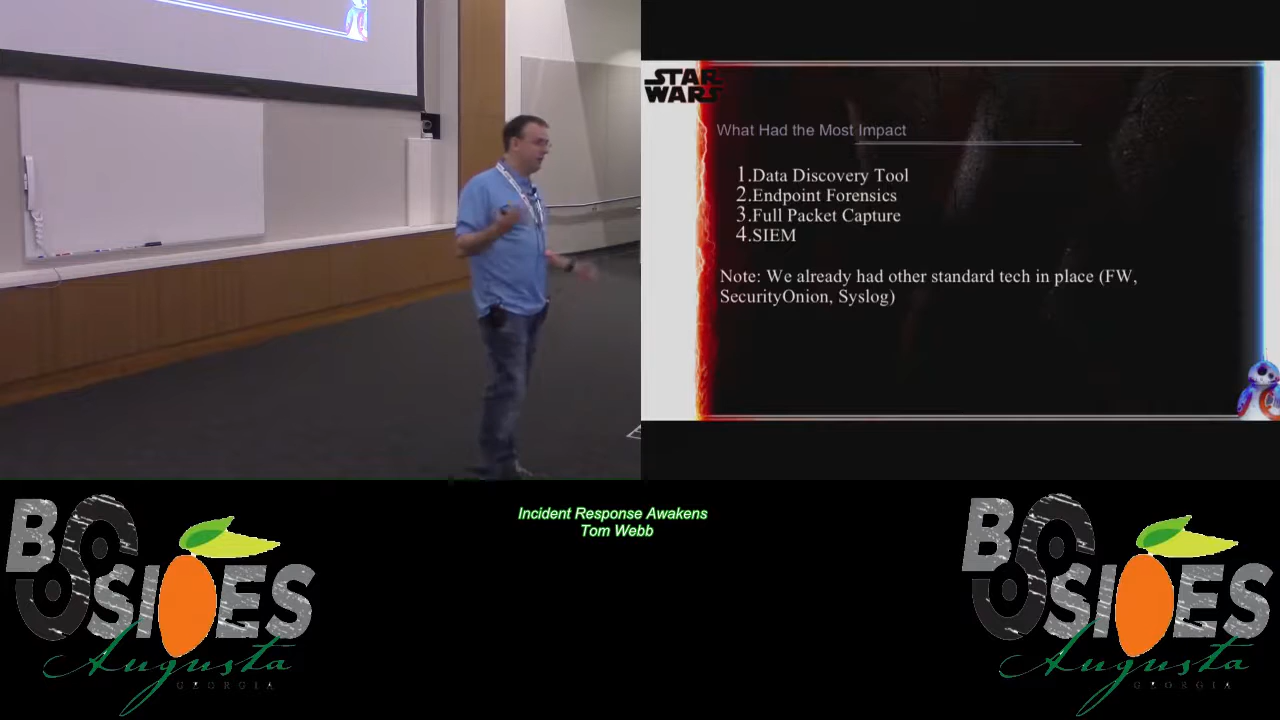 STAR
WARS
What Had the Most Impact
1.Data Discovery Tool
2.Endpoint Forensics
3.Full Packet Capture
4.SIEM
Note: We already had other standard tech in place (FW,
SecurityOnion, Syslog)
Incident Response Awakens
Tom Webb
BSIDES
Augusta
GEORGIA
BSIDES
Augusta
GEORGIA